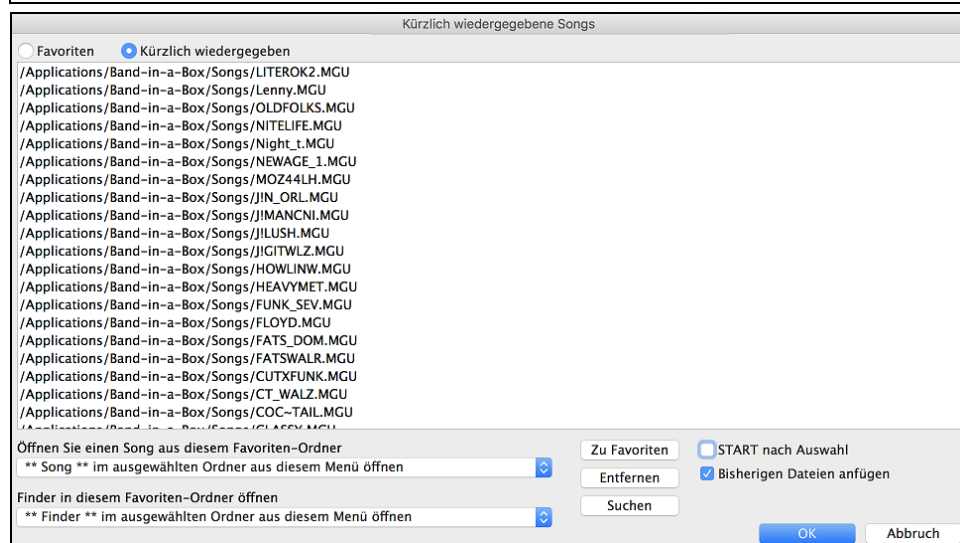 Kürzlich wiedergegebene Songs
Favoriten Kürzlich wiedergegeben
/Applications/Band-in-a-Box/Songs/LITEROK2.MGU
/Applications/Band-in-a-Box/Songs/Lenny.MGU
/Applications/Band-in-a-Box/Songs/OLDFOLKS.MGU
/Applications/Band-in-a-Box/Songs/NITELIFE.MGU
/Applications/Band-in-a-Box/Songs/Night_t.MGU
/Applications/Band-in-a-Box/Songs/NEWAGE_1.MGU
/Applications/Band-in-a-Box/Songs/MOZ44LH.MGU
/Applications/Band-in-a-Box/Songs/J!N_ORL.MGU
/Applications/Band-in-a-Box/Songs/J!MANCNI.MGU
/Applications/Band-in-a-Box/Songs/J!LUSH.MGU
/Applications/Band-in-a-Box/Songs/J!GITWLZ.MGU
/Applications/Band-in-a-Box/Songs/HOWLINW.MGU
/Applications/Band-in-a-Box/Songs/HEAVYMET.MGU
/Applications/Band-in-a-Box/Songs/FUNK_SEV.MGU
/Applications/Band-in-a-Box/Songs/FLOYD.MGU
/Applications/Band-in-a-Box/Songs/FATS_DOM.MGU
/Applications/Band-in-a-Box/Songs/FATSWALR.MGU
/Applications/Band-in-a-Box/Songs/CUTXFUNK.MGU
/Applications/Band-in-a-Box/Songs/CT_WALZ.MGU
/Applications/Band-in-a-Box/Songs/COC~TAIL.MGU
/Applications/Band-in-a-Box/Songs/CLASSY.MGU
Öffnen Sie einen Song aus diesem Favoriten-Ordner
** Song ** im ausgewählten Ordner aus diesem Menü öffnen
Finder in diesem Favoriten-Ordner öffnen
** Finder ** im ausgewählten Ordner aus diesem Menü öffnen
Zu Favoriten
Entfernen
Suchen
START nach Auswahl
Bisherigen Dateien anfügen
OK Abbruch